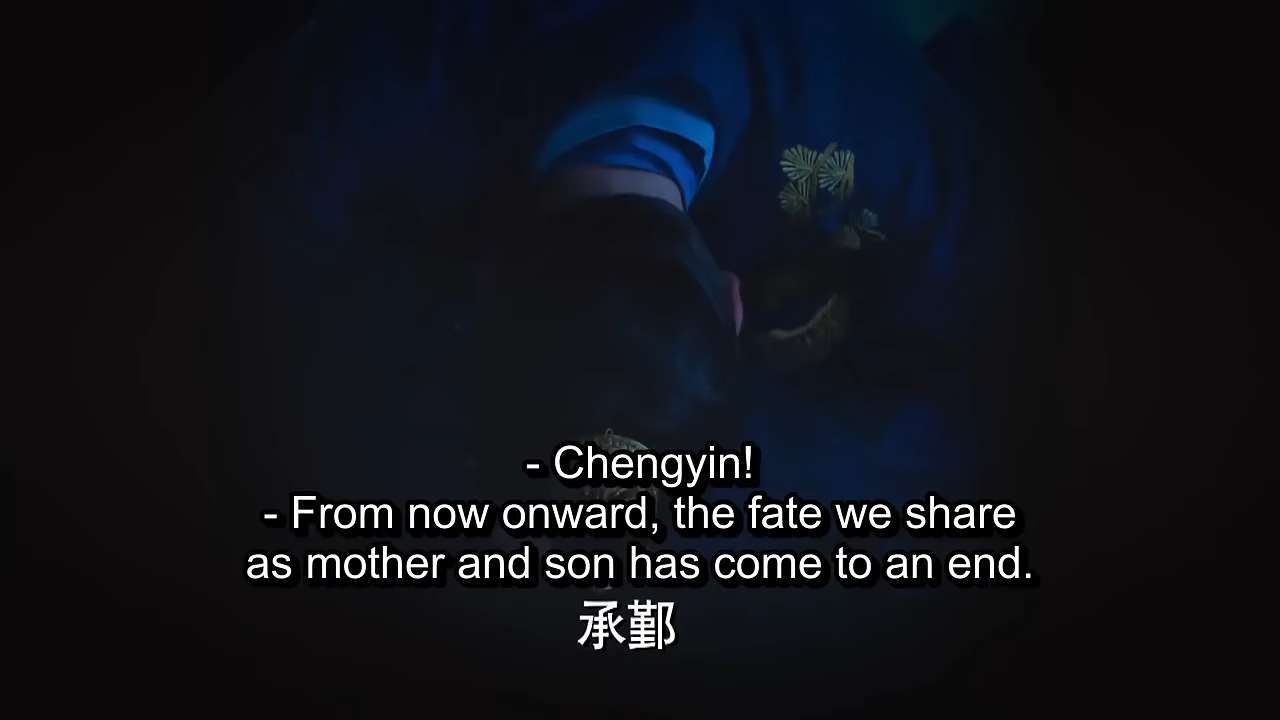 - Chengyin!
- From now onward, the fate we share
as mother and son has come to an end.
承鄞